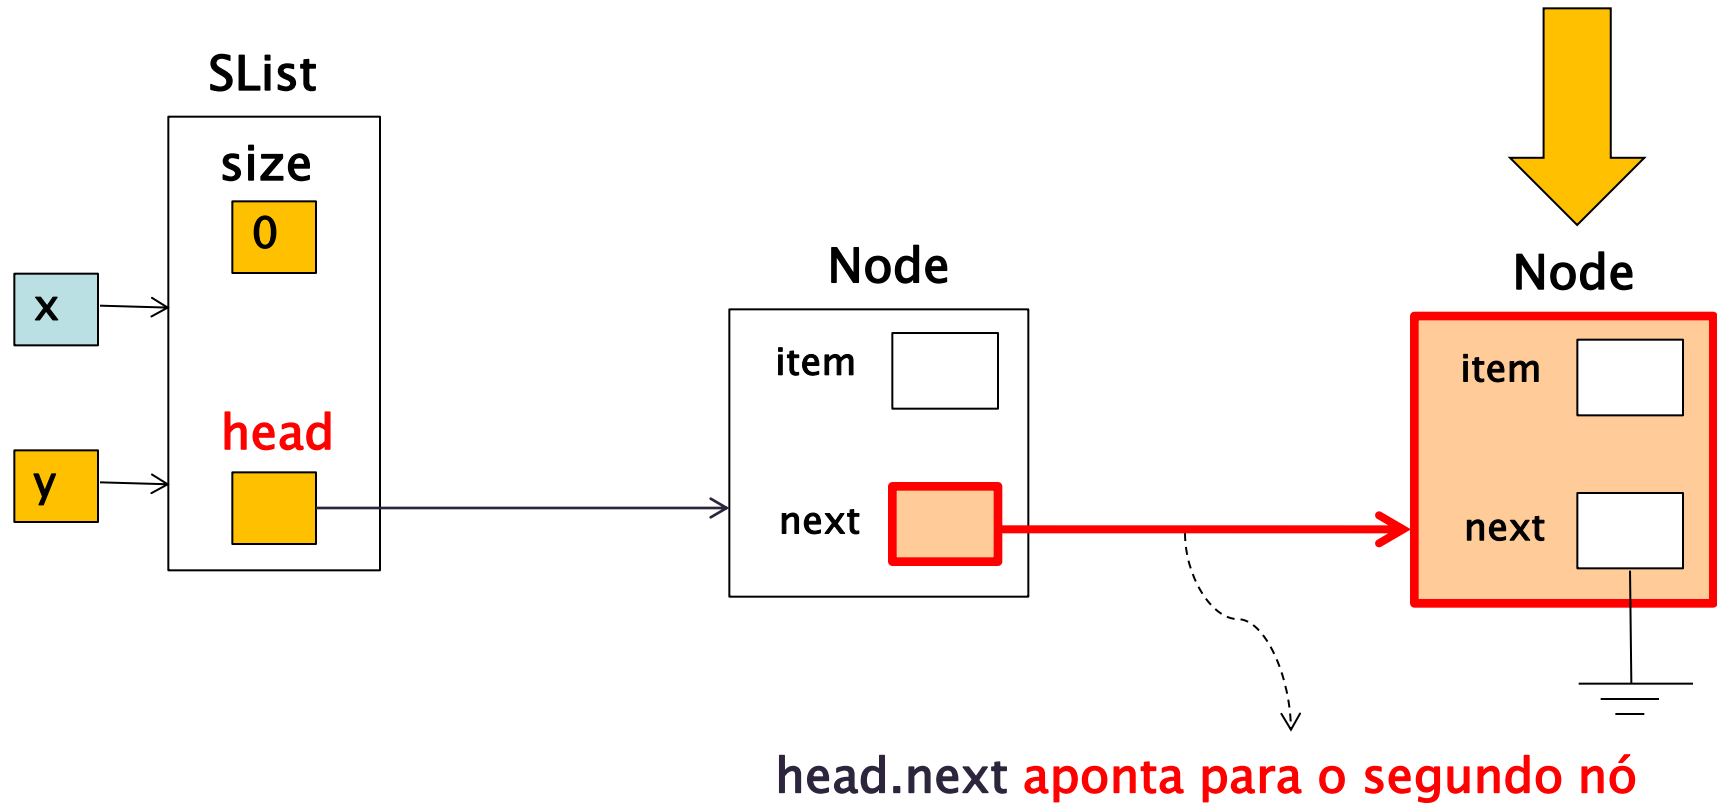 SList
size
0
x
head
y
Node
item
next
Node
item
next
head.next aponta para o segundo nó